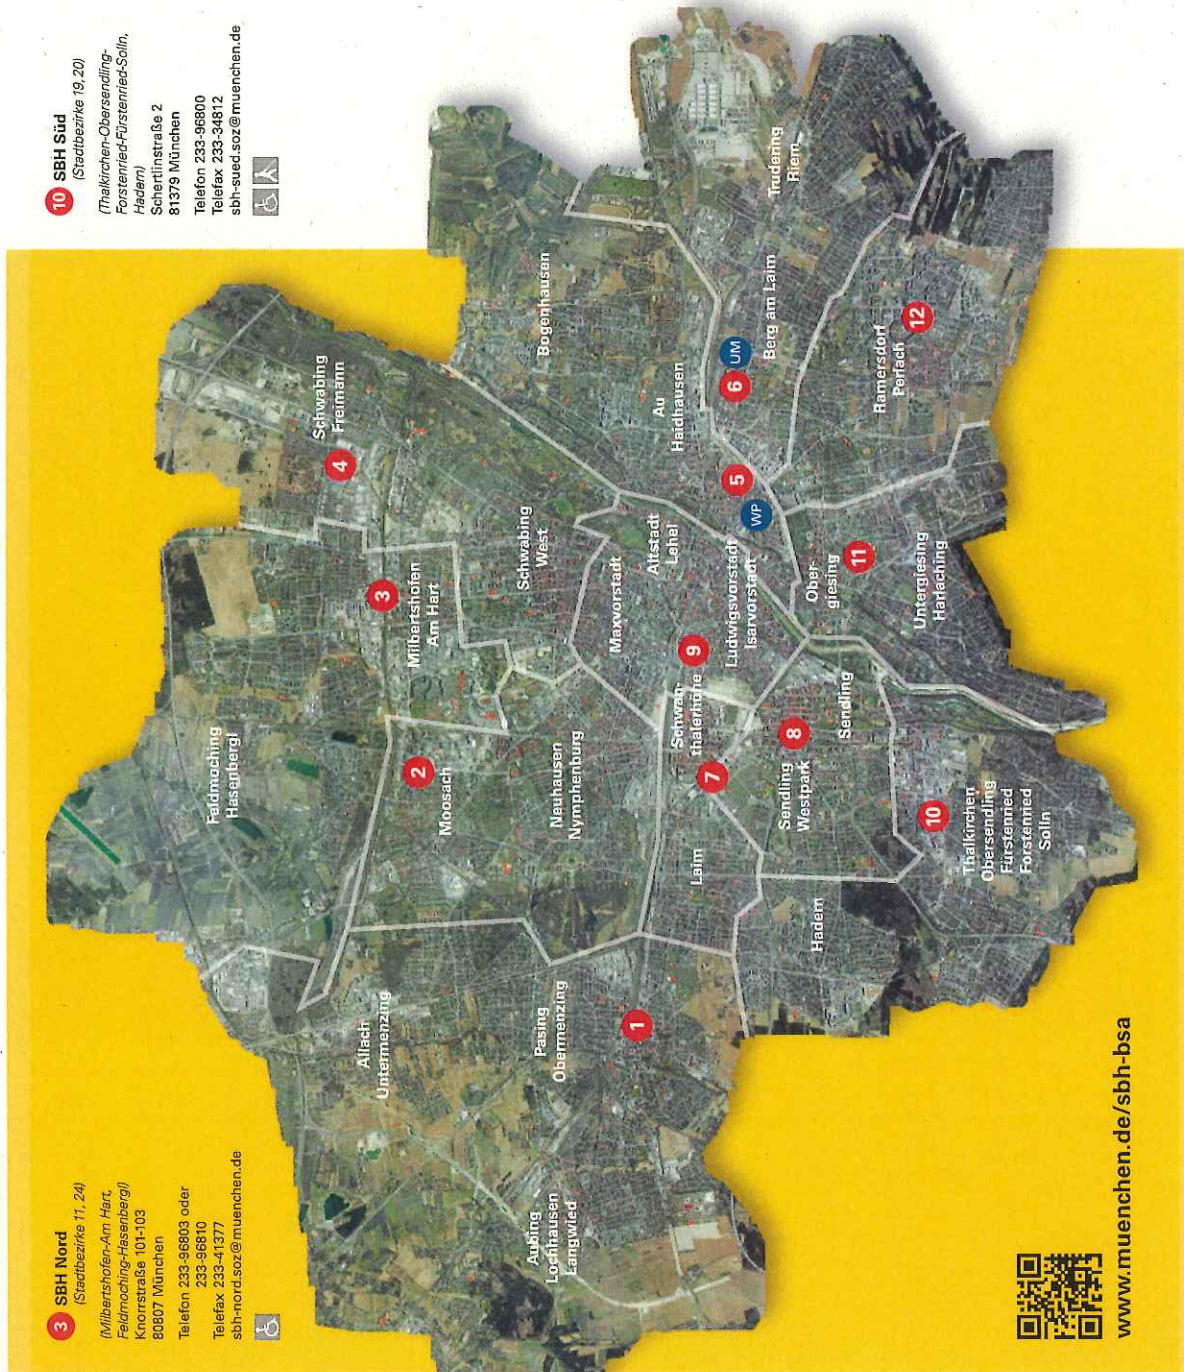 3 SBH Nord
(Stadtbezirke 11, 24)
(Milbertshofen-Am Hart,
Feldmoching-Hasenbergl)
Knorrstraße 101-103
80807 München
Telefon 233-96803 oder
233-96810
Telefax 233-41377
sbh-nord.soz@muenchen.de
10 SBH Süd
(Stadtbezirke 19, 20)
(Thalkirchen-Obersendling-
Forstenried-Fürstenried-Solln,
Hadern)
Schertlinstraße 2
81379 München
Telefon 233-96800
Telefax 233-34812
sbh-sued.soz@muenchen.de
Feldmoching
Hasenbergl
Schwabing
Freimann
4
3
Milbertshofen
Am Hart
Allach
Untermenzing
2
Moosach
Schwabing
West
Bogenhausen
Aubing
Lochhausen
Langwied
Pasing
Obermenzing
1
Neuhausen
Nymphenburg
Maxvorstadt
Altstadt
Lehel
Au
Haidhausen
Laim
7
Schwan-
thalerhöhe
9
Ludwigsvorstadt
Isarvorstadt
5
WP
6
UM
Berg am Laim
Trudering
Riem
Hadern
Sendling
Westpark
8
Sendling
Ober-
giesing
11
Ramersdorf
Perlach
12
10
Thalkirchen
Obersendling
Fürstenried
Forstenried
Solln
Untergiesing
Harlaching
www.muenchen.de/sbh-bsa